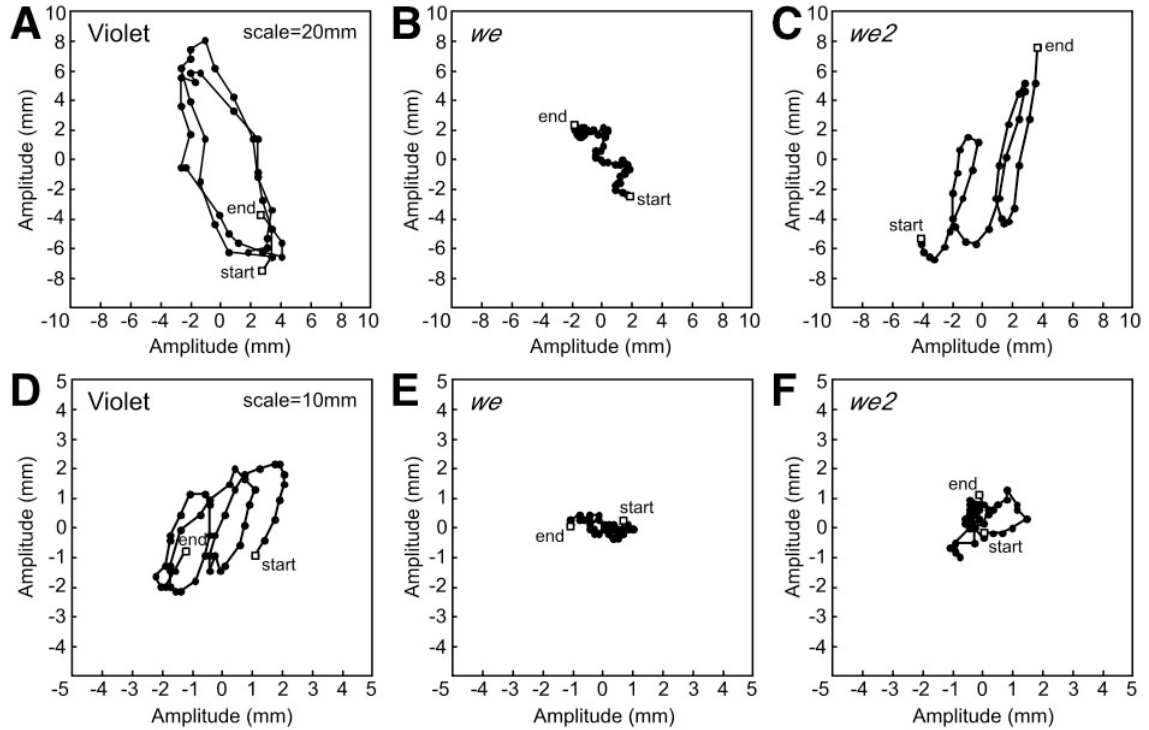 A
Violet
scale=20mm
Amplitude (mm)
10
8
6
4
2
0
-2
-4
-6
-8
end
start
-10 -8 -6 -4 -2 0 2 4 6 8 10
Amplitude (mm)
B
we
Amplitude (mm)
10
8
6
4
2
0
-2
-4
-6
-8
end
start
-10 -8 -6 -4 -2 0 2 4 6 8 10
Amplitude (mm)
C
we2
Amplitude (mm)
10
8
6
4
2
0
-2
-4
-6
-8
end
start
-10 -8 -6 -4 -2 0 2 4 6 8 10
Amplitude (mm)
D
Violet
scale=10mm
Amplitude (mm)
5
4
3
2
1
0
-1
-2
-3
-4
end
start
-5 -4 -3 -2 -1 0 1 2 3 4 5
Amplitude (mm)
E
we
Amplitude (mm)
5
4
3
2
1
0
-1
-2
-3
-4
start
end
-5 -4 -3 -2 -1 0 1 2 3 4 5
Amplitude (mm)
F
we2
Amplitude (mm)
5
4
3
2
1
0
-1
-2
-3
-4
end
start
-5 -4 -3 -2 -1 0 1 2 3 4 5
Amplitude (mm)